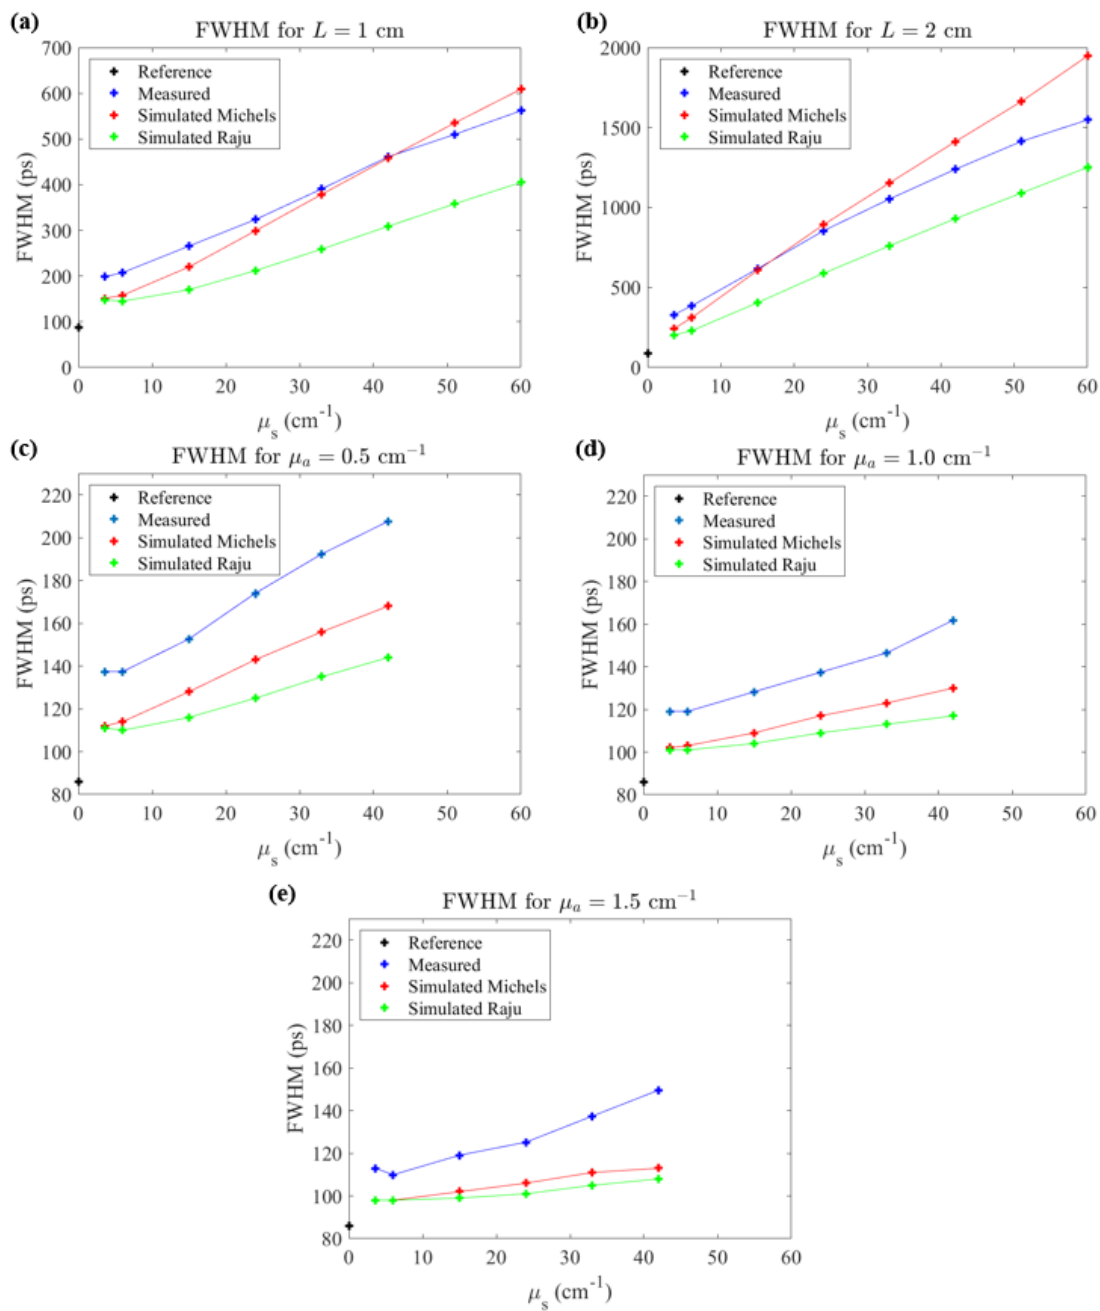 (a)
FWHM for L = 1 cm
700
600
500
400
300
200
100
0
FWHM (ps)
Reference
Measured
Simulated Michels
Simulated Raju
0 10 20 30 40 50 60
μs (cm-1)
(b)
FWHM for L = 2 cm
2000
1500
1000
500
0
FWHM (ps)
Reference
Measured
Simulated Michels
Simulated Raju
0 10 20 30 40 50 60
μs (cm-1)
(c)
FWHM for μa = 0.5 cm−1
220
200
180
160
140
120
100
80
FWHM (ps)
Reference
Measured
Simulated Michels
Simulated Raju
0 10 20 30 40 50 60
μs (cm-1)
(d)
FWHM for μa = 1.0 cm−1
220
200
180
160
140
120
100
80
FWHM (ps)
Reference
Measured
Simulated Michels
Simulated Raju
0 10 20 30 40 50 60
μs (cm-1)
(e)
FWHM for μa = 1.5 cm−1
220
200
180
160
140
120
100
80
FWHM (ps)
Reference
Measured
Simulated Michels
Simulated Raju
0 10 20 30 40 50 60
μs (cm-1)